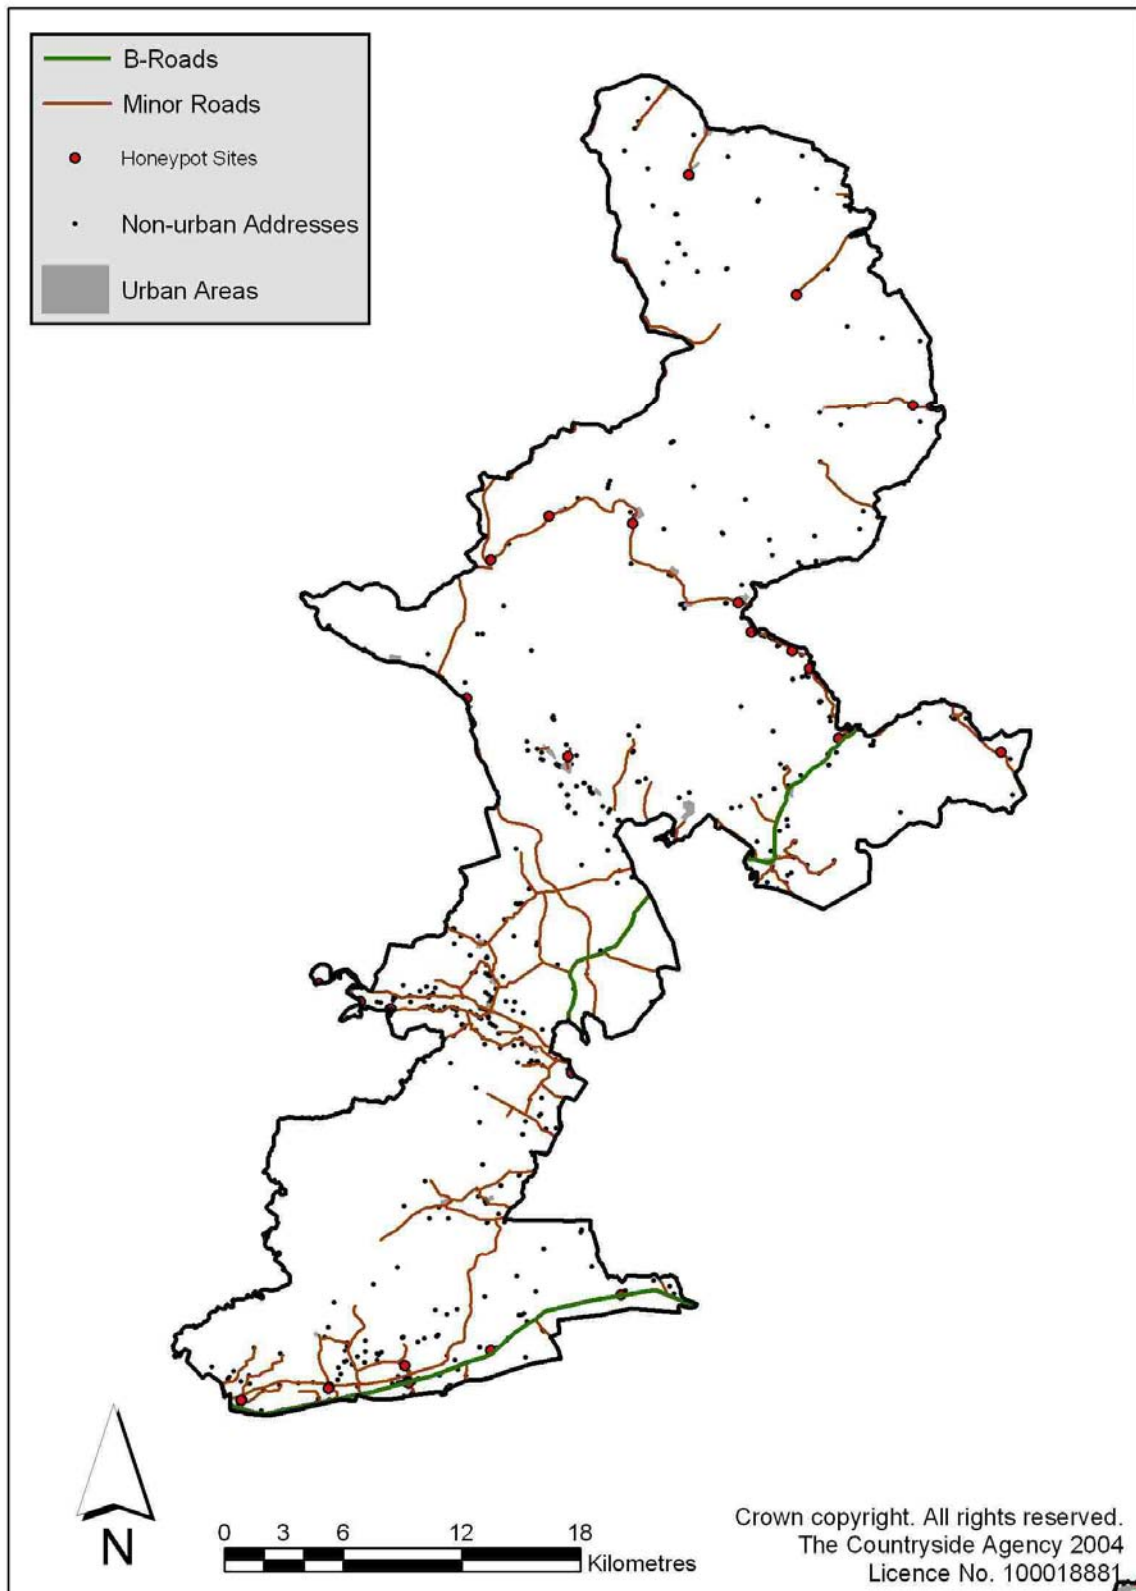 B-Roads
Minor Roads
Honeypot Sites
Non-urban Addresses
Urban Areas
N
0 3 6 12 18
Kilometres
Crown copyright. All rights reserved.
The Countryside Agency 2004
Licence No. 100018881